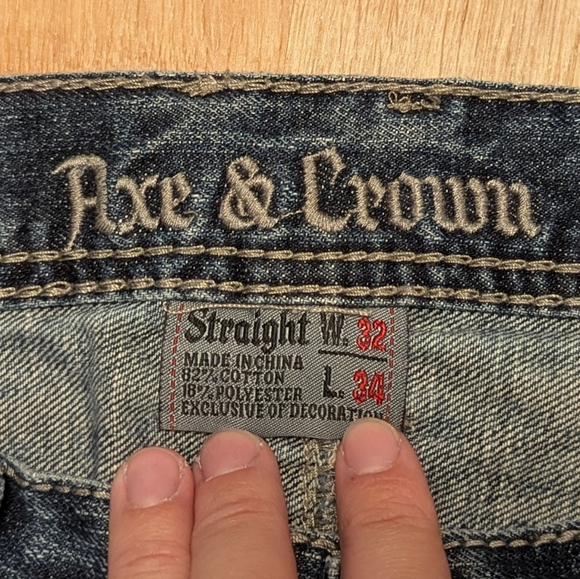 Axe & Crown
Straight W. 32
MADE IN CHINA
82% COTTON L. 34
18% POLYESTER
EXCLUSIVE OF DECORATION